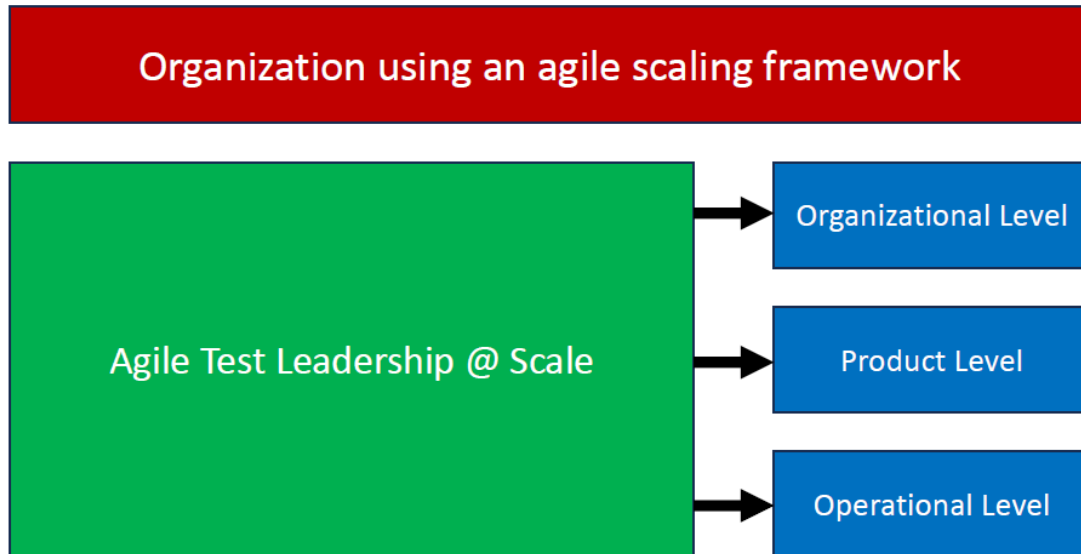 Organization using an agile scaling framework
Organizational Level
Agile Test Leadership @ Scale
Product Level
Operational Level